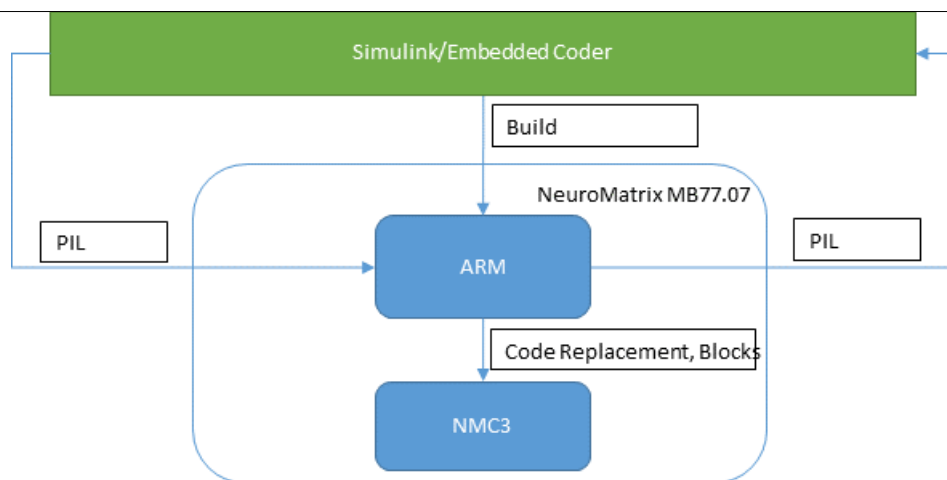 Simulink/Embedded Coder
Build
NeuroMatrix MB77.07
PIL
PIL
ARM
Code Replacement, Blocks
NMC3